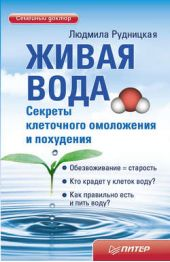 Семейный доктор
Людмила Рудницкая
ЖИВАЯ
ВОДА
Секреты
клеточного омоложения
и похудения
• Обезвоживание = старость
• Кто крадет у клеток воду?
• Как правильно есть
и пить воду?
ПИТЕР